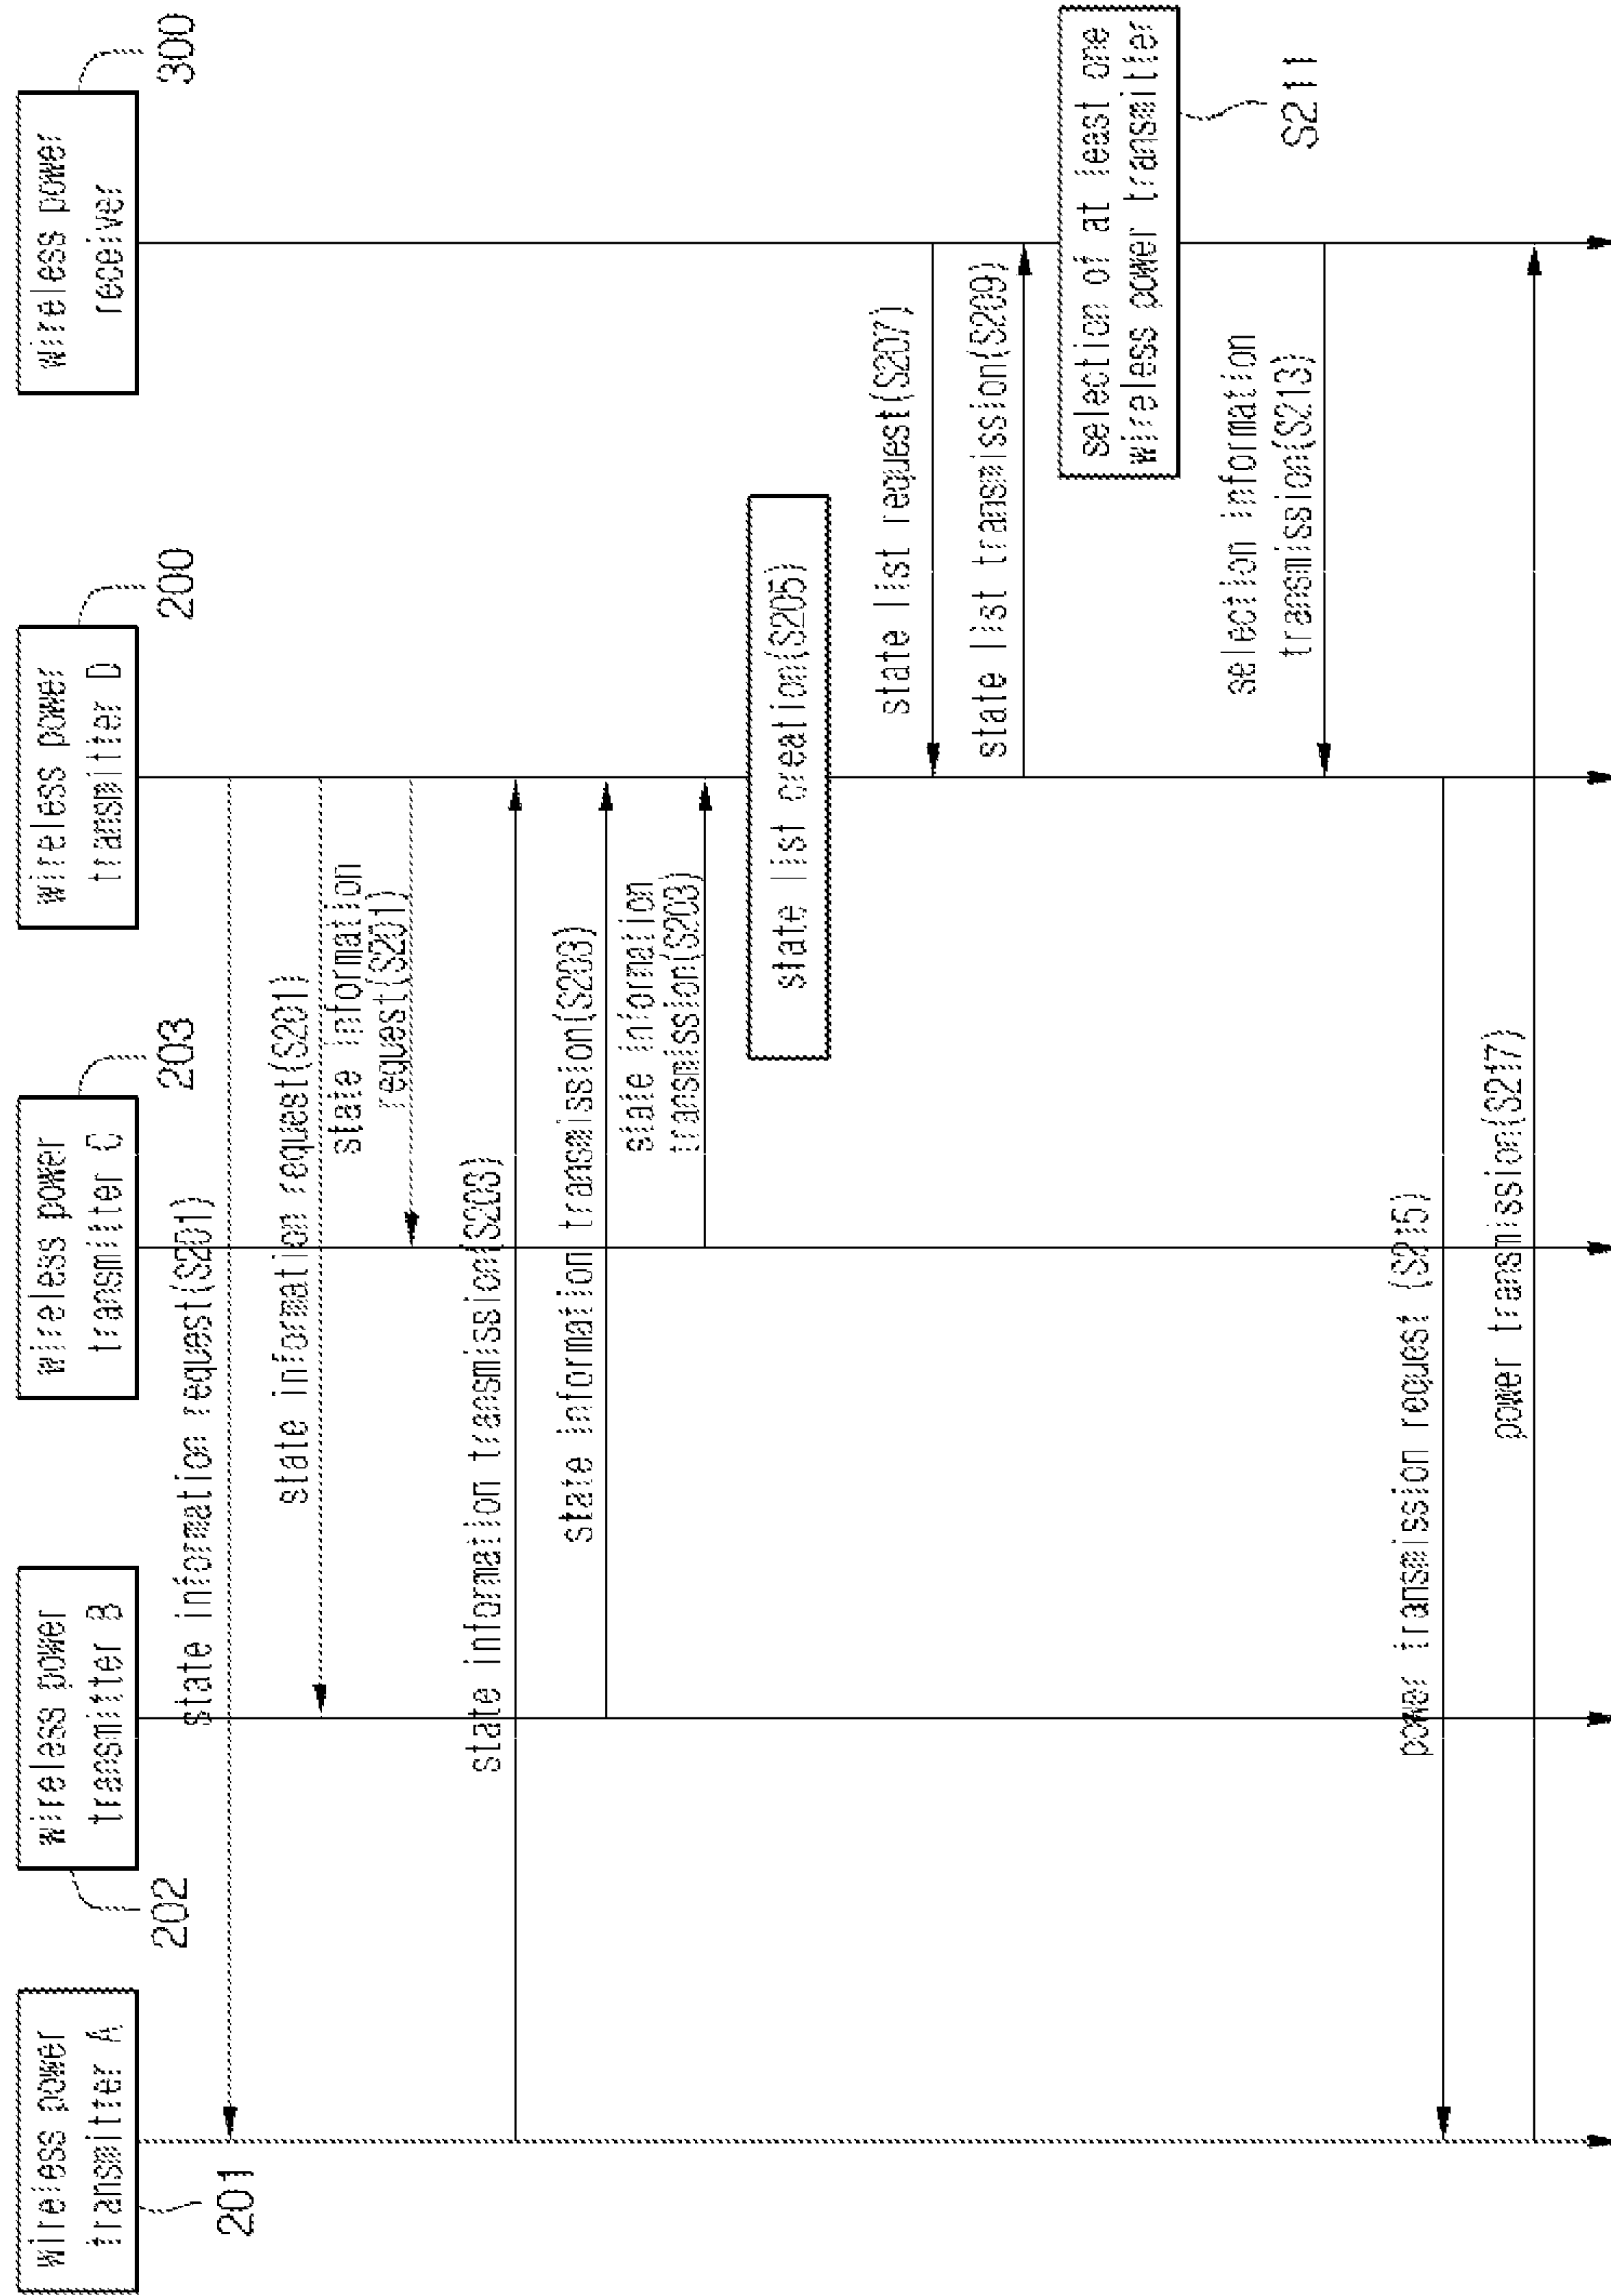 wireless power
transmitter A
201
wireless power
transmitter B
202
wireless power
transmitter C
203
wireless power
transmitter D
200
wireless power
receiver
300
state information request(S201)
state information request(S201)
state information
request(S201)
state information transmission(S203)
state information transmission(S203)
state information
transmission(S203)
state list creation(S205)
state list request(S207)
state list transmission(S209)
selection of at least one
wireless power transmitter
S211
selection information
transmission(S213)
power transmission request (S215)
power transmission(S217)